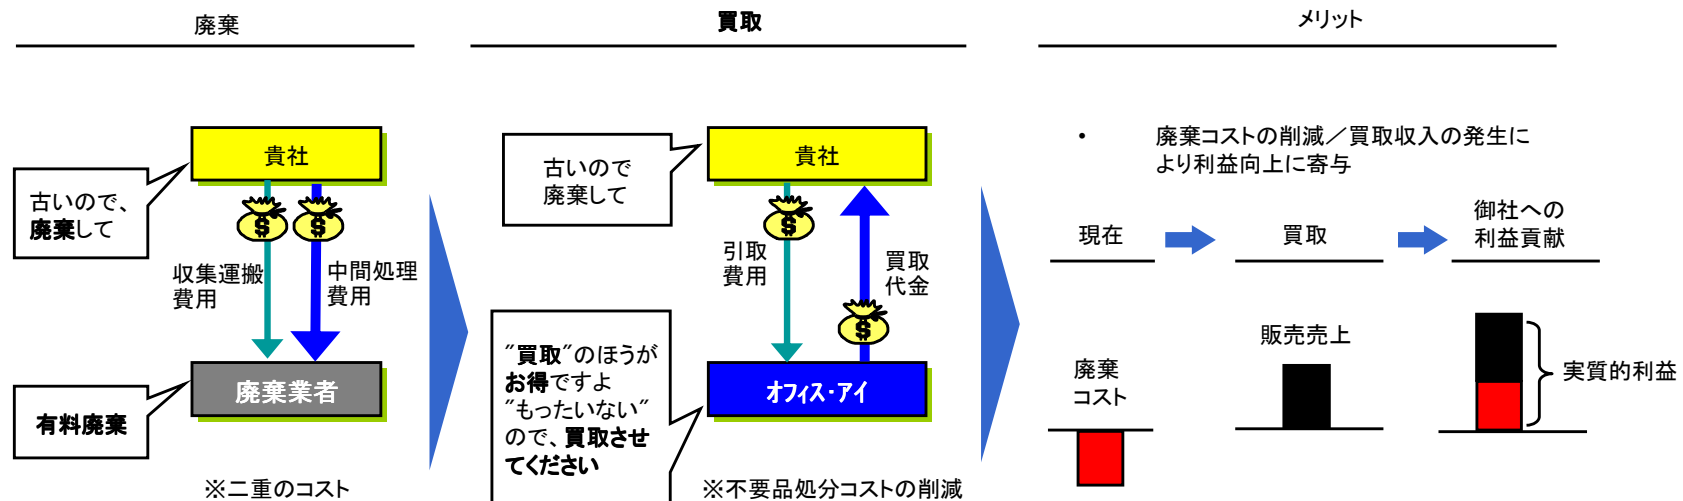 廃棄
貴社
古いので、
廃棄して
$
$
収集運搬
費用
中間処理
費用
廃棄業者
有料廃棄
※二重のコスト
買取
貴社
古いので
廃棄して
$
引取
費用
買取
代金
$
"買取"のほうが
お得ですよ
"もったいない"
ので、買取させ
てください
オフィス・アイ
※不要品処分コストの削減
メリット
• 廃棄コストの削減／買取収入の発生に
より利益向上に寄与
現在
買取
御社への
利益貢献
廃棄
コスト
販売売上
実質的利益